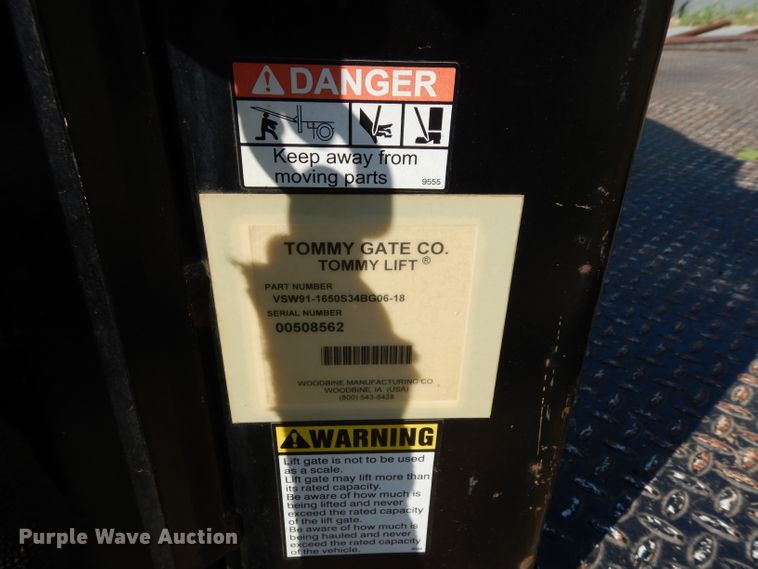 DANGER
Keep away from
moving parts
9555
TOMMY GATE CO.
TOMMY LIFT ®
PART NUMBER
VSW91-1650S34BG06-18
SERIAL NUMBER
00508562
WOODBINE MANUFACTURING CO.
WOODBINE, IA. (USA)
(800) 543-8428
WARNING
Lift gate is not to be used
as a scale.
Lift gate may lift more than
its rated capacity.
Be aware of how much is
being lifted and never
exceed the rated capacity
of the lift gate.
Be aware of how much is
being hauled and never
exceed the rated capacity
of the vehicle.
Purple Wave Auction